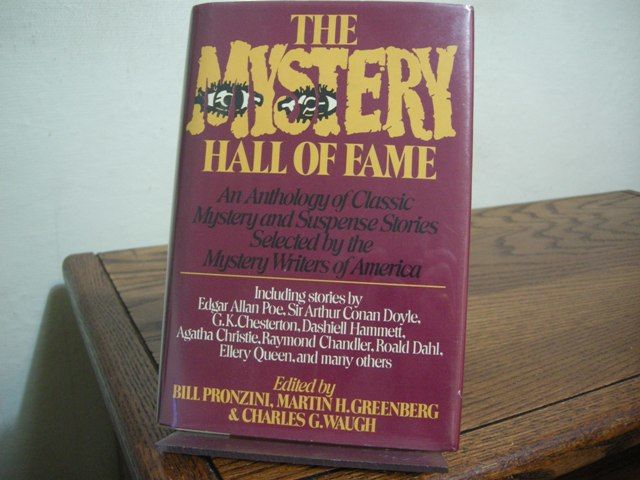 THE
MYSTERY
HALL OF FAME
An Anthology of Classic
Mystery and Suspense Stories
Selected by the
Mystery Writers of America
Including stories by
Edgar Allan Poe, Sir Arthur Conan Doyle,
G.K.Chesterton, Dashiell Hammett,
Agatha Christie, Raymond Chandler, Roald Dahl,
Ellery Queen, and many others
Edited by
BILL PRONZINI, MARTIN H. GREENBERG
& CHARLES G. WAUGH